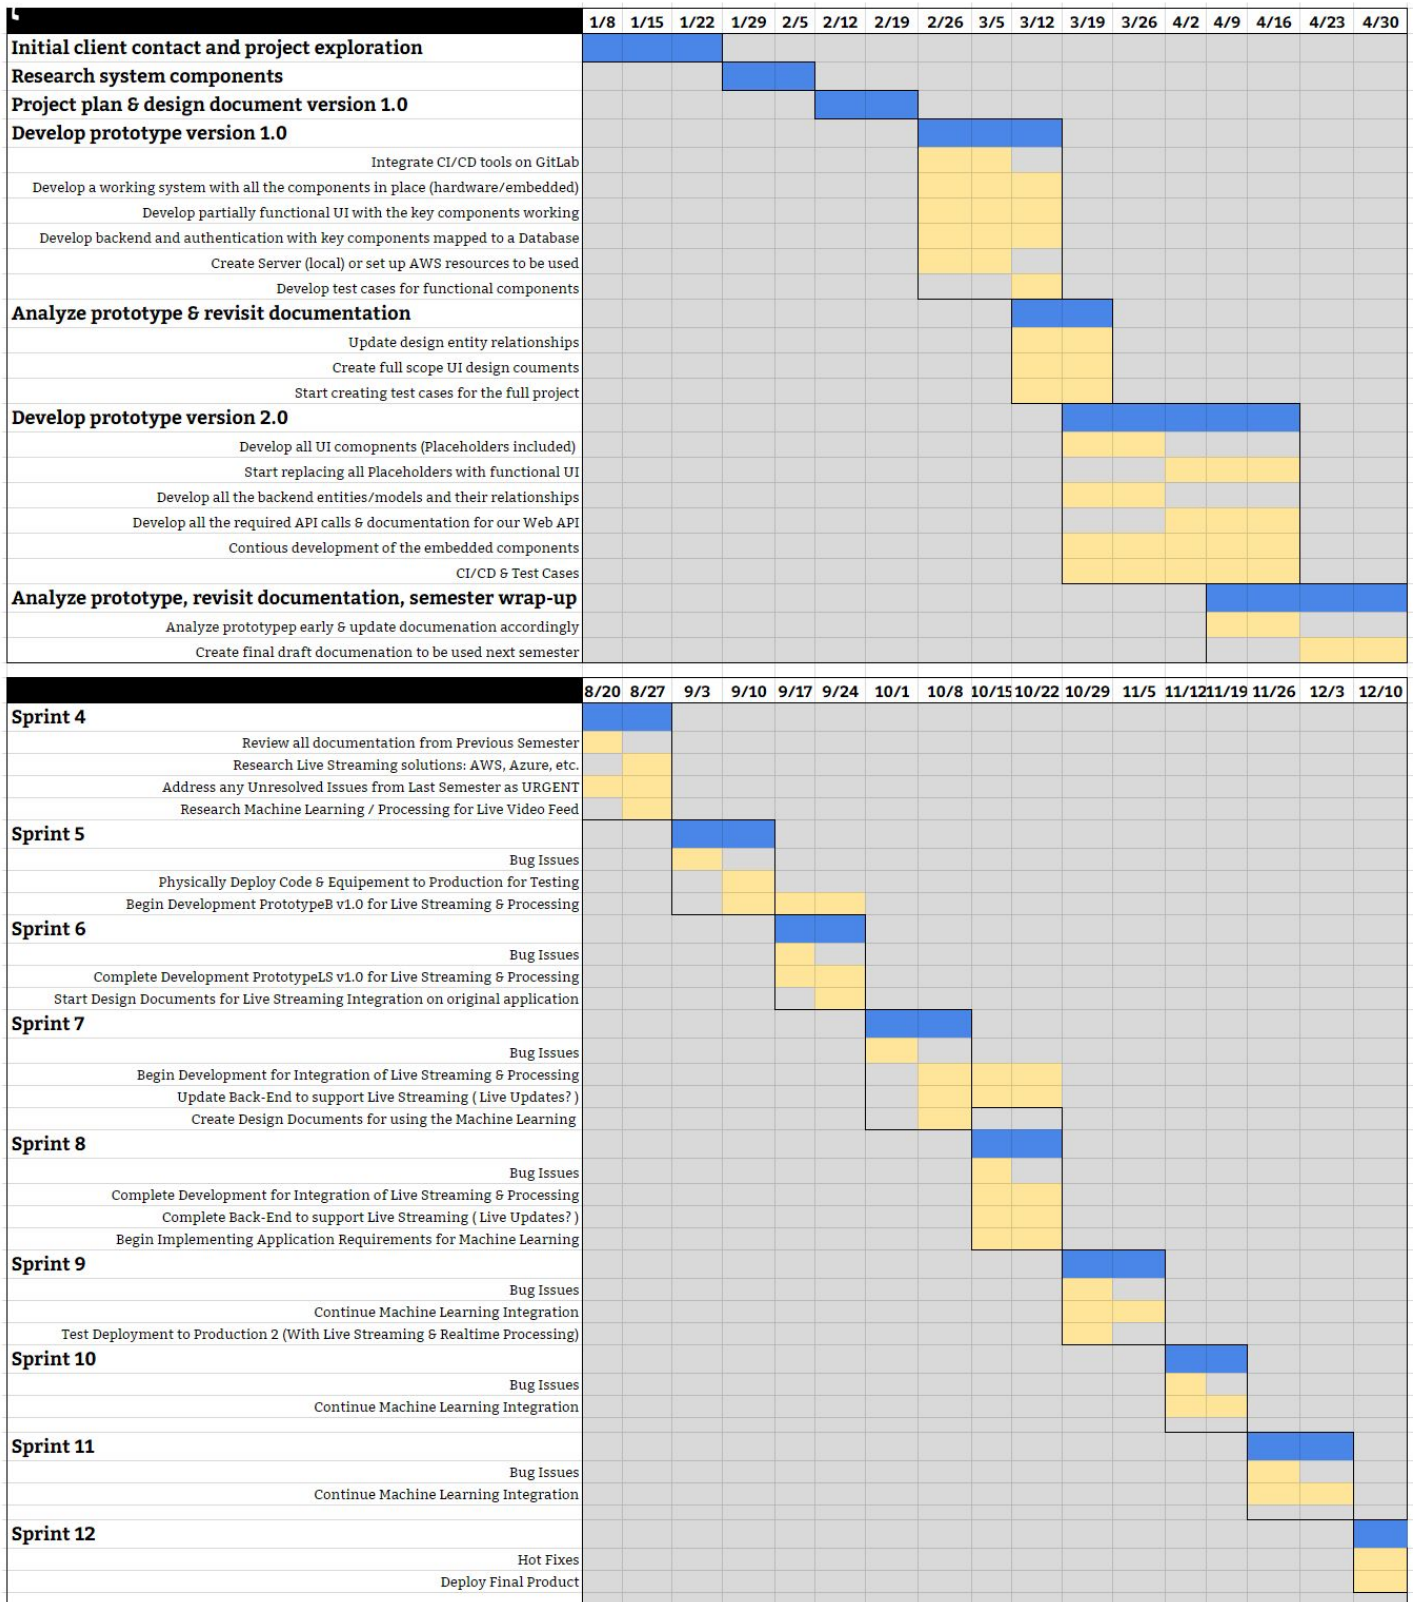 1/8 1/15 1/22 1/29 2/5 2/12 2/19 2/26 3/5 3/12 3/19 3/26 4/2 4/9 4/16 4/23 4/30
Initial client contact and project exploration
Research system components
Project plan & design document version 1.0
Develop prototype version 1.0
Integrate CI/CD tools on GitLab
Develop a working system with all the components in place (hardware/embedded)
Develop partially functional UI with the key components working
Develop backend and authentication with key components mapped to a Database
Create Server (local) or set up AWS resources to be used
Develop test cases for functional components
Analyze prototype & revisit documentation
Update design entity relationships
Create full scope UI design couments
Start creating test cases for the full project
Develop prototype version 2.0
Develop all UI comopnents (Placeholders included)
Start replacing all Placeholders with functional UI
Develop all the backend entities/models and their relationships
Develop all the required API calls & documentation for our Web API
Contious development of the embedded components
CI/CD & Test Cases
Analyze prototype, revisit documentation, semester wrap-up
Analyze prototypep early & update documenation accordingly
Create final draft documenation to be used next semester
8/20 8/27 9/3 9/10 9/17 9/24 10/1 10/8 10/15 10/22 10/29 11/5 11/12 11/19 11/26 12/3 12/10
Sprint 4
Review all documentation from Previous Semester
Research Live Streaming solutions: AWS, Azure, etc.
Address any Unresolved Issues from Last Semester as URGENT
Research Machine Learning / Processing for Live Video Feed
Sprint 5
Bug Issues
Physically Deploy Code & Equipement to Production for Testing
Begin Development PrototypeB v1.0 for Live Streaming & Processing
Sprint 6
Bug Issues
Complete Development PrototypeLS v1.0 for Live Streaming & Processing
Start Design Documents for Live Streaming Integration on original application
Sprint 7
Bug Issues
Begin Development for Integration of Live Streaming & Processing
Update Back-End to support Live Streaming ( Live Updates? )
Create Design Documents for using the Machine Learning
Sprint 8
Bug Issues
Complete Development for Integration of Live Streaming & Processing
Complete Back-End to support Live Streaming ( Live Updates? )
Begin Implementing Application Requirements for Machine Learning
Sprint 9
Bug Issues
Continue Machine Learning Integration
Test Deployment to Production 2 (With Live Streaming & Realtime Processing)
Sprint 10
Bug Issues
Continue Machine Learning Integration
Sprint 11
Bug Issues
Continue Machine Learning Integration
Sprint 12
Hot Fixes
Deploy Final Product